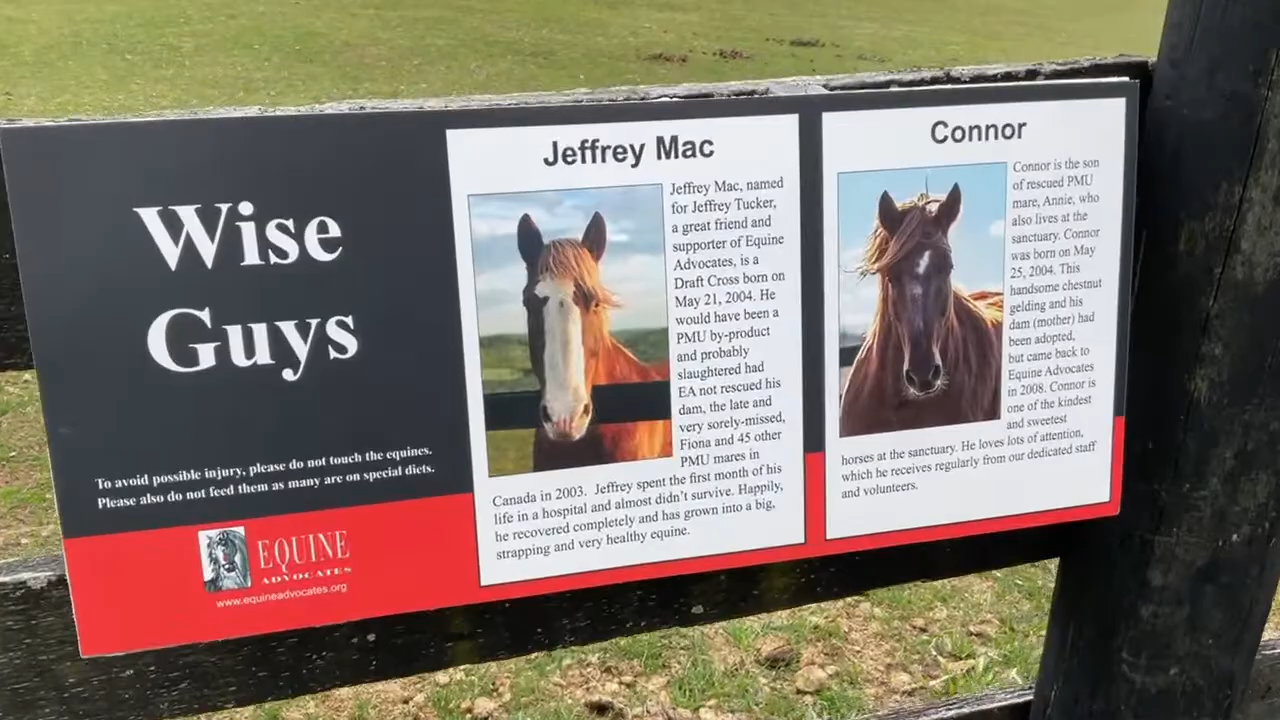 Wise
Guys
To avoid possible injury, please do not touch the equines.
Please also do not feed them as many are on special diets.
EQUINE
ADVOCATES
www.equineadvocates.org
Jeffrey Mac
Jeffrey Mac, named
for Jeffrey Tucker,
a great friend and
supporter of Equine
Advocates, is a
Draft Cross born on
May 21, 2004. He
would have been a
PMU by-product
and probably
slaughtered had
EA not rescued his
dam, the late and
very sorely-missed,
Fiona and 45 other
PMU mares in
Canada in 2003. Jeffrey spent the first month of his
life in a hospital and almost didn't survive. Happily,
he recovered completely and has grown into a big,
strapping and very healthy equine.
Connor
Connor is the son
of rescued PMU
mare, Annie, who
also lives at the
sanctuary. Connor
was born on May
25, 2004. This
handsome chestnut
gelding and his
dam (mother) had
been adopted,
but came back to
Equine Advocates
in 2008. Connor is
one of the kindest
and sweetest
horses at the sanctuary. He loves lots of attention,
which he receives regularly from our dedicated staff
and volunteers.